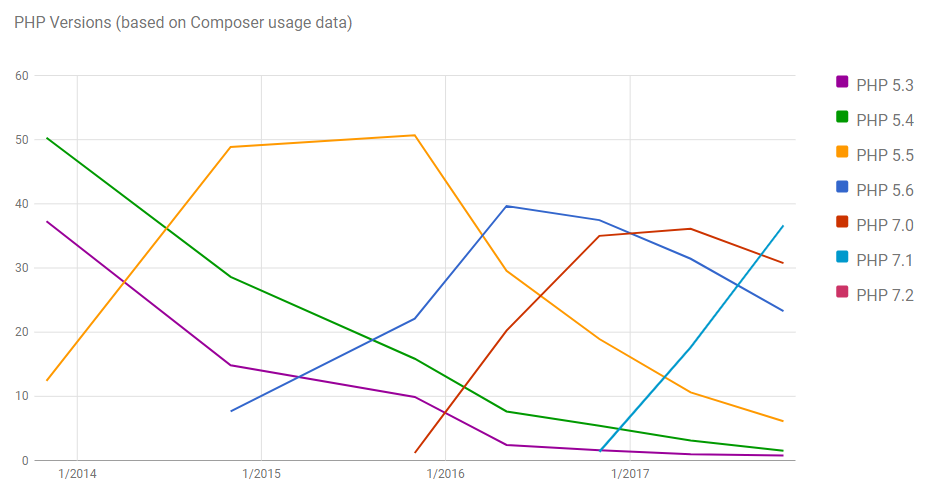 PHP Versions (based on Composer usage data)
60
50
40
30
20
10
0
1/2014 1/2015 1/2016 1/2017
PHP 5.3
PHP 5.4
PHP 5.5
PHP 5.6
PHP 7.0
PHP 7.1
PHP 7.2